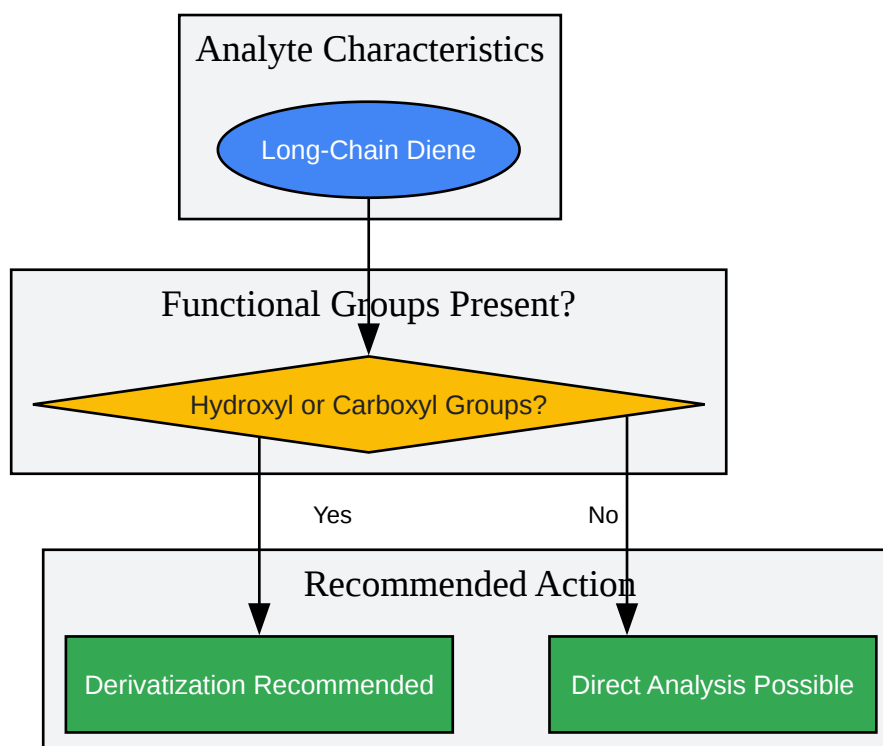 Analyte Characteristics
Long-Chain Diene
Functional Groups Present?
Hydroxyl or Carboxyl Groups?
Yes
No
Recommended Action
Derivatization Recommended
Direct Analysis Possible